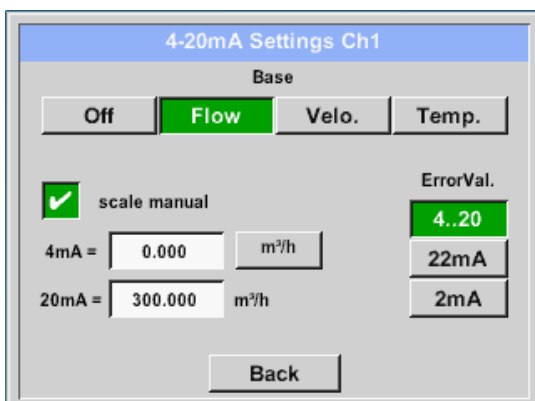 4-20mA Settings Ch1
Base
Off Flow Velo. Temp.
ErrorVal.
✔ scale manual
4..20
4mA = 0.000 m³/h
22mA
20mA = 300.000 m³/h
2mA
Back